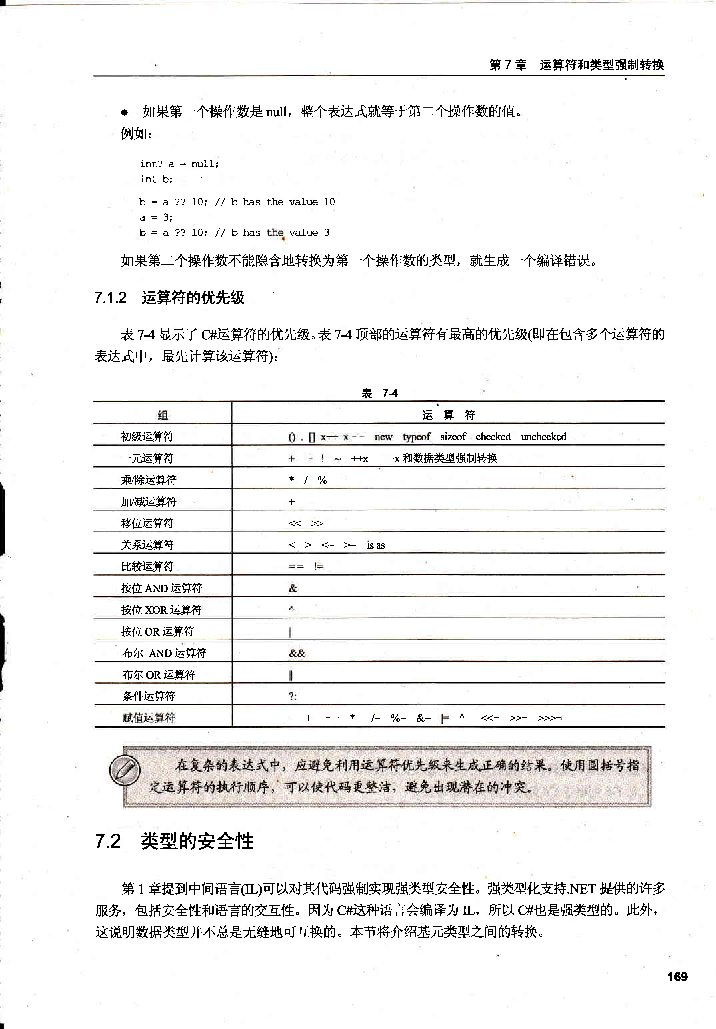 第 7 章 运算符和类型强制转换
● 如果第一个操作数是 null，整个表达式就等于第二个操作数的值。
例如：
int? a = null;
int b;
b = a ?? 10; // b has the value 10
a = 3;
b = a ?? 10; // b has the value 3
如果第二个操作数不能隐含地转换为第一个操作数的类型，就生成一个编译错误。
7.1.2 运算符的优先级
表 7-4 显示了 C#运算符的优先级。表 7-4 顶部的运算符有最高的优先级(即在包含多个运算符的
表达式中，最先计算该运算符)：
表 7-4
组 运 算 符
初级运算符 () . [] x++ x-- new typeof sizeof checked unchecked
一元运算符 + - ! ~ ++x x 和数据类型强制转换
乘/除运算符 * / %
加/减运算符 +
移位运算符 << >>
关系运算符 < > <= >= is as
比较运算符 == !=
按位 AND 运算符 &
按位 XOR 运算符 ^
按位 OR 运算符 |
布尔 AND 运算符 &&
布尔 OR 运算符 ||
条件运算符 ?:
赋值运算符 /= %= &= |= <<= >>= >>>=
在复杂的表达式中，应避免利用运算符优先级来生成正确的结果。使用圆括号指
定运算符的执行顺序，可以使代码更整洁，避免出现潜在的冲突。
7.2 类型的安全性
第 1 章提到中间语言(IL)可以对其代码强制实现强类型安全性。强类型化支持.NET 提供的许多
服务，包括安全性和语言的交互性。因为 C#这种语言会编译为 IL，所以 C#也是强类型的。此外，
这说明数据类型并不总是无缝地可互换的。本节将介绍基元类型之间的转换。
169